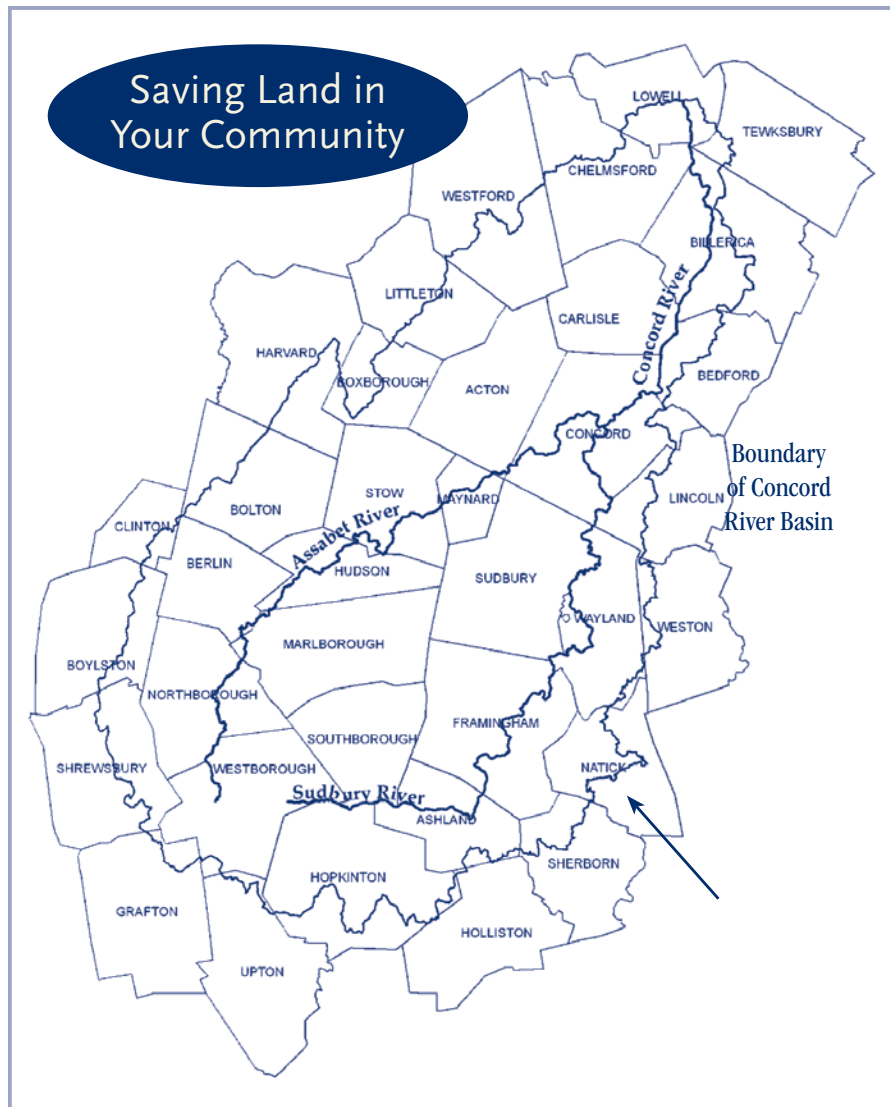 Saving Land in
Your Community
LOWELL
TEWKSBURY
CHELMSFORD
WESTFORD
BILLERICA
LITTLETON
CARLISLE
Concord River
HARVARD
BOXBOROUGH
ACTON
BEDFORD
CONCORD
Boundary
of Concord
River Basin
LINCOLN
STOW
MAYNARD
BOLTON
CLINTON
Assabet River
BERLIN
HUDSON
SUDBURY
WAYLAND
WESTON
MARLBOROUGH
BOYLSTON
NORTHBOROUGH
FRAMINGHAM
SOUTHBOROUGH
SHREWSBURY
WESTBOROUGH
NATICK
Sudbury River
ASHLAND
SHERBORN
HOPKINTON
GRAFTON
HOLLISTON
UPTON